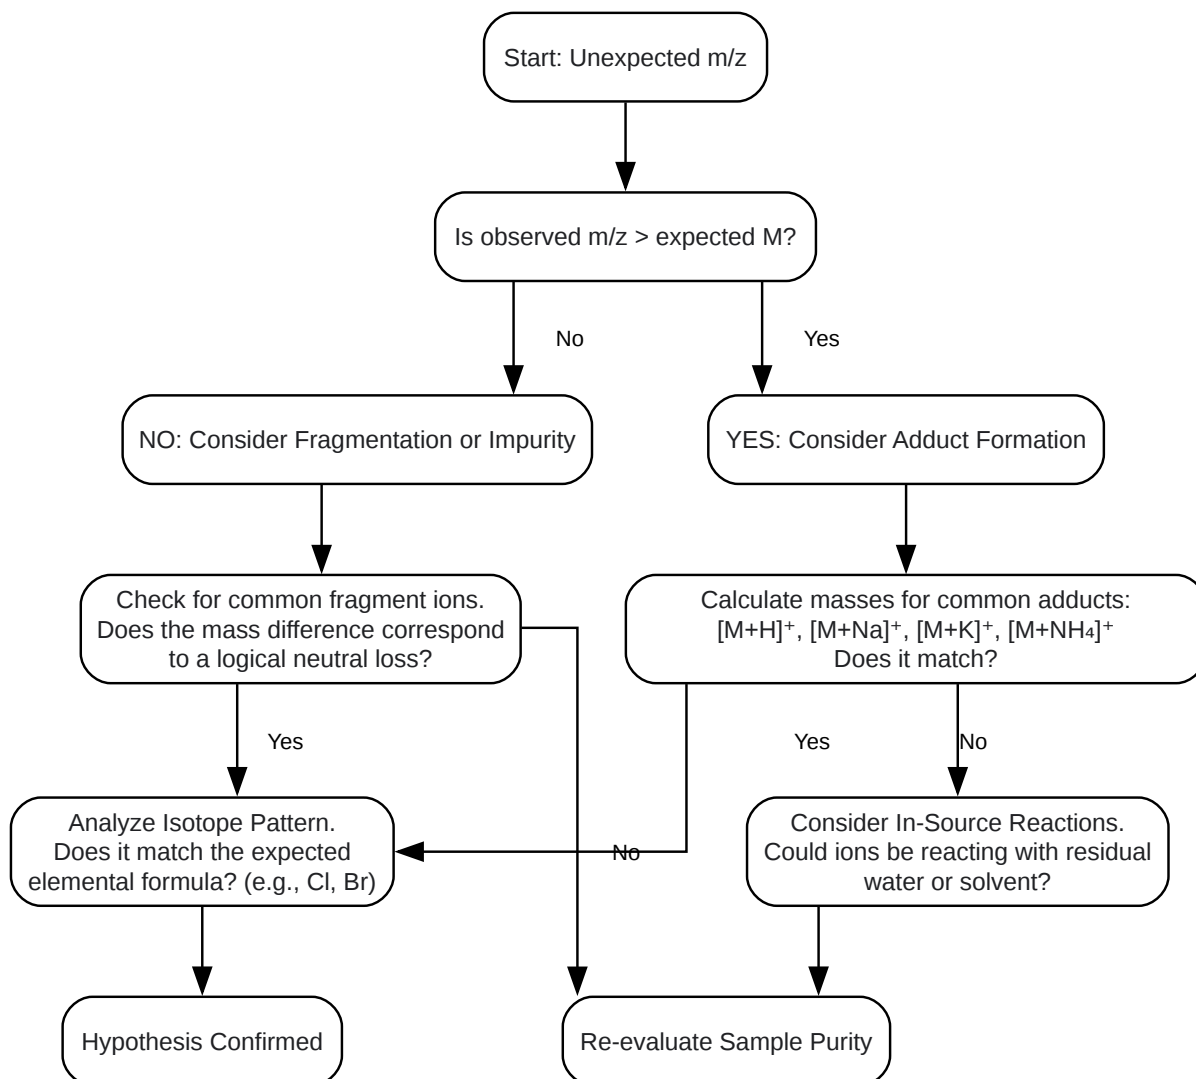 Start: Unexpected m/z
Is observed m/z > expected M?
No
Yes
NO: Consider Fragmentation or Impurity
YES: Consider Adduct Formation
Check for common fragment ions.
Does the mass difference correspond
to a logical neutral loss?
Calculate masses for common adducts:
[M+H]⁺, [M+Na]⁺, [M+K]⁺, [M+NH₄]⁺
Does it match?
Yes
Yes
No
Analyze Isotope Pattern.
Does it match the expected
elemental formula? (e.g., Cl, Br)
No
Consider In-Source Reactions.
Could ions be reacting with residual
water or solvent?
Hypothesis Confirmed
Re-evaluate Sample Purity